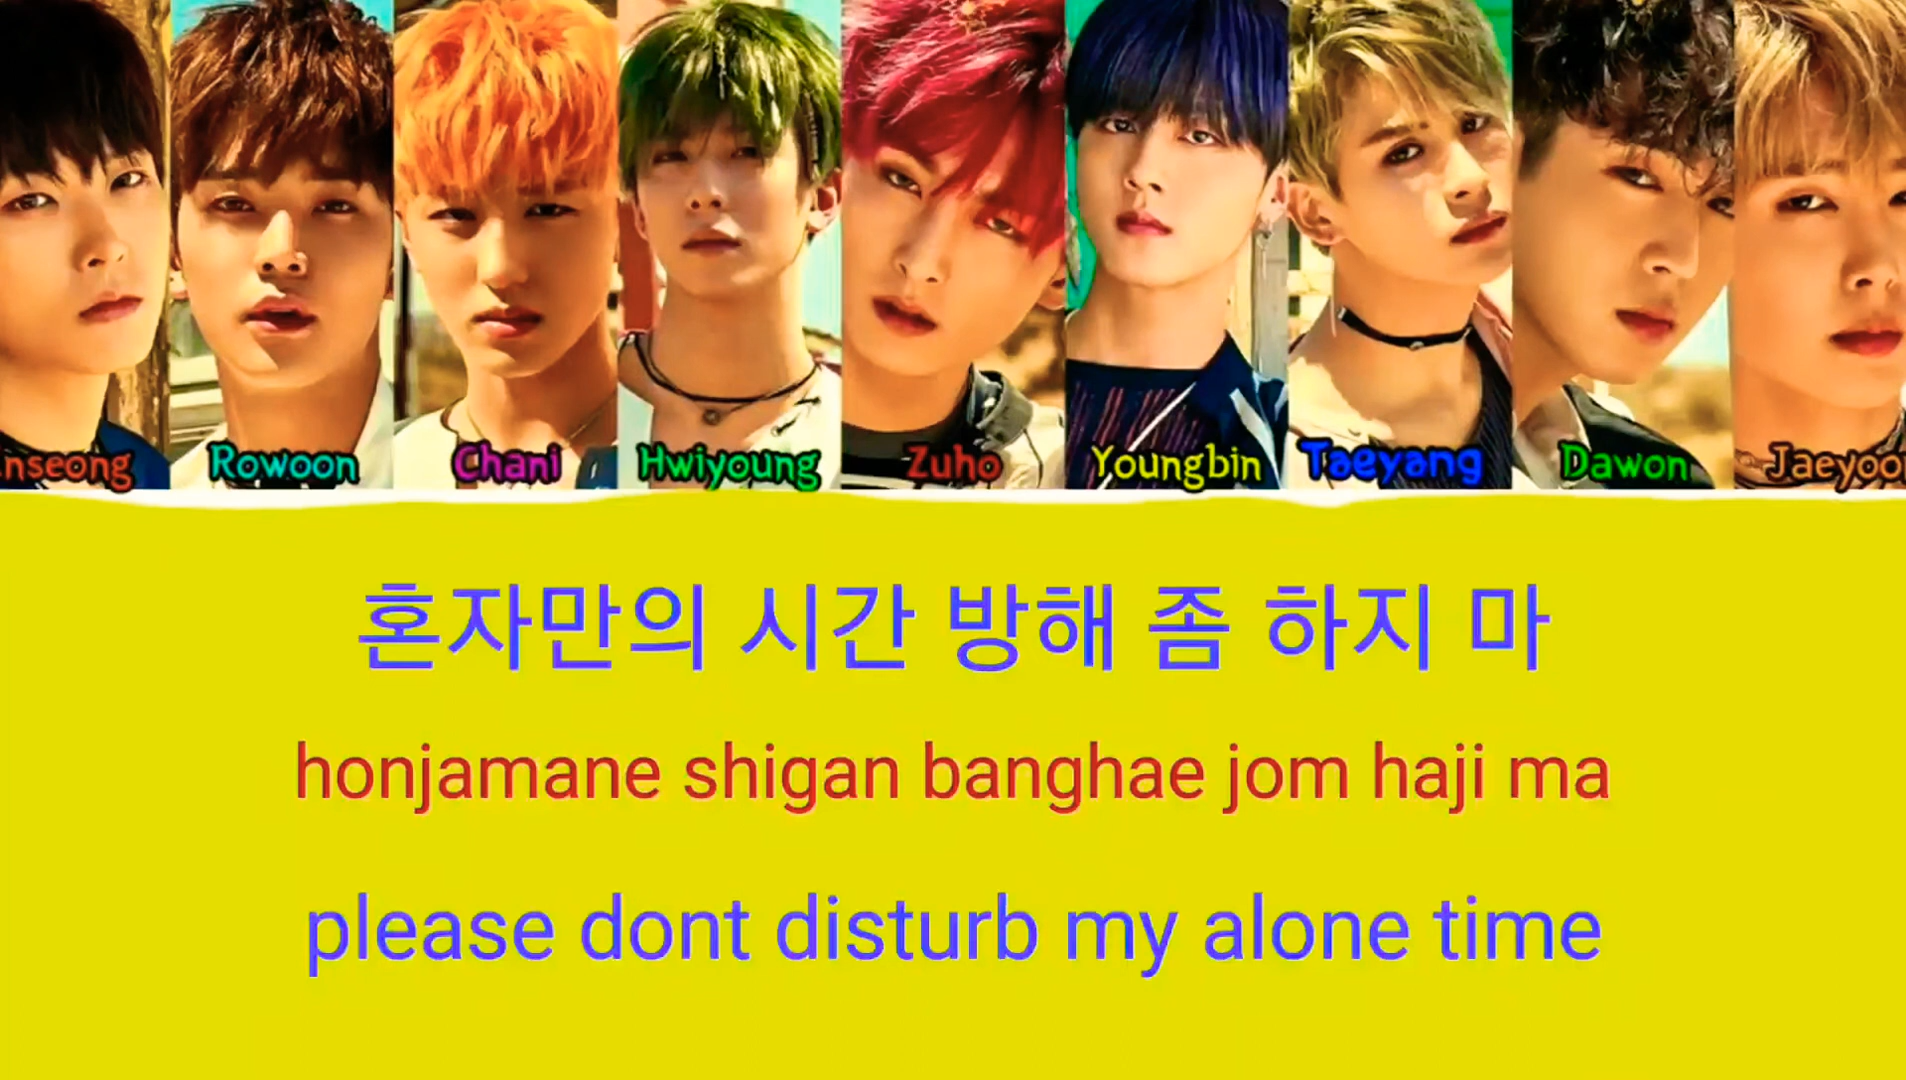 nseong Rowoon Chani Hwiyoung Zuho Youngbin Taeyang Dawon Jaeyoo
혼자만의 시간 방해 좀 하지 마
honjamane shigan banghae jom haji ma
please dont disturb my alone time